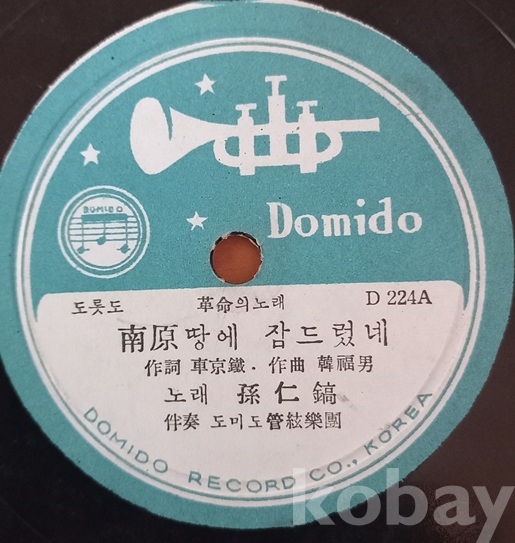 DOMIDO
Domido
도롯도 革命의노래 D 224A
南原땅에 잠드렀네
作詞 車京鐵·作曲 韓福男
노래 孫仁鎬
伴奏 도미도管絃樂團
DOMIDO RECORD CO., KOREA
kobay